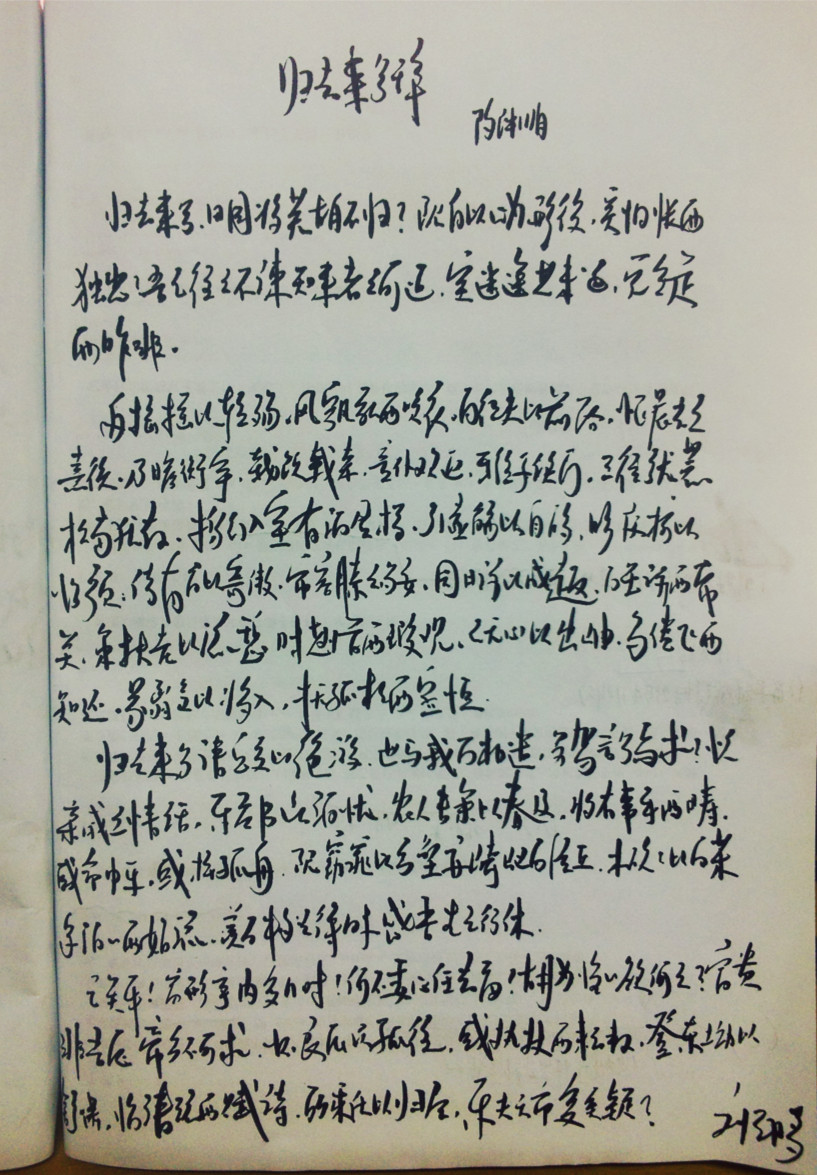 归去来兮辞
陶渊明
归去来兮,田园将芜胡不归?既自以心为形役,奚惆怅而
独悲?悟已往之不谏,知来者之可追,实迷途其未远,觉今是
而昨非。
舟摇摇以轻飏,风飘飘而吹衣,问征夫以前路,恨晨光之
熹微。乃瞻衡宇,载欣载奔,童仆欢迎,稚子候门。三径就荒
松菊犹存。携幼入室,有酒盈樽。引壶觞以自酌,眄庭柯以
怡颜。倚南窗以寄傲,审容膝之易安。园日涉以成趣,门虽设而常
关。策扶老以流憩,时翘首而遐观。云无心以出岫,鸟倦飞而
知还。景翳翳以将入,抚孤松而盘桓。
归去来兮,请息交以绝游。世与我而相遗,复驾言兮焉求?悦
亲戚之情话,乐琴书以消忧。农人告余以春及,将有事乎西畴。
或命巾车,或棹孤舟。既窈窕以寻壑,亦崎岖而经丘。木欣欣以向荣
泉涓涓而始流。羡万物之得时,感吾生之行休。
已矣乎!寓形宇内复几时!何不委心任去留?胡为惶惶欲何之?富贵
非吾愿,帝乡不可求。怀良辰以孤往,或执杖而耘耔。登东皋以
舒啸,临清流而赋诗。聊乘化以归尽,乐夫天命复奚疑?